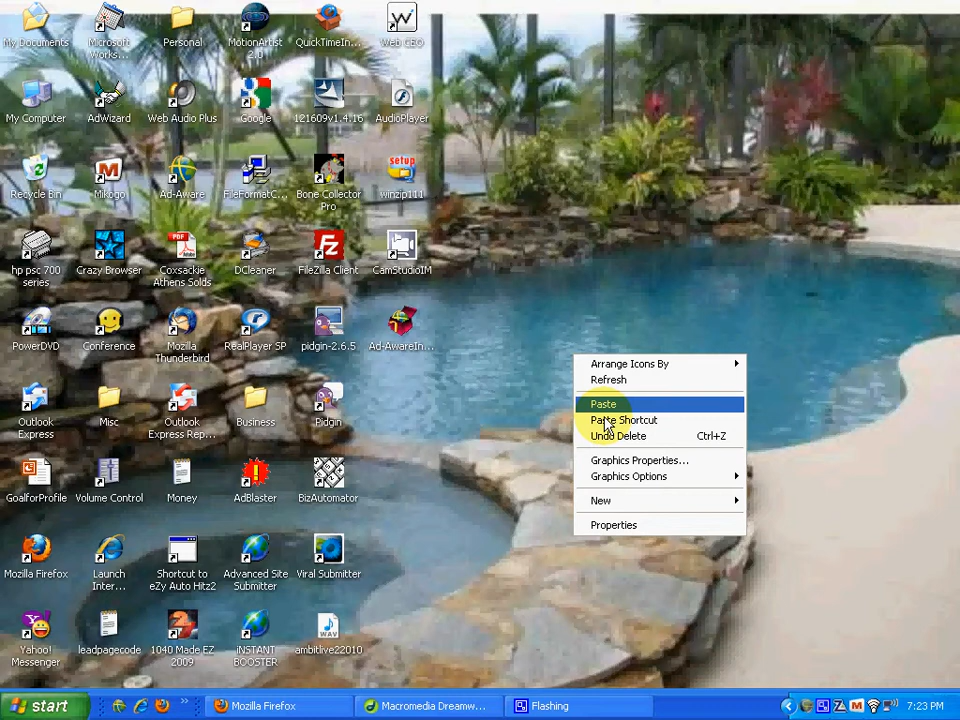 My Documents
Microsoft Works...
Personal
MotionArtist 2.0
QuickTimeIn...
Web CEO
My Computer
AdWizard
Web Audio Plus
Google
121609v1.4.16
AudioPlayer
Recycle Bin
Mikogo
Ad-Aware
FileFormatC...
Bone Collector Pro
setup
winzip111
hp psc 700 series
Crazy Browser
PDF
Coxsackie Athens Solds
DCleaner
FileZilla Client
CamStudioIM
PowerDVD
Conference
Mozilla Thunderbird
RealPlayer SP
pidgin-2.6.5
Ad-AwareIn...
Outlook Express
Misc
Outlook Express Rep...
Business
Pidgin
GoalforProfile
Volume Control
Money
AdBlaster
BizAutomator
Mozilla Firefox
Launch Inter...
Shortcut to eZy Auto Hitz2
Advanced Site Submitter
Viral Submitter
Yahoo! Messenger
leadpagecode
1040 Made EZ 2009
iNSTANT BOOSTER
WAV
ambitlive22010
Arrange Icons By
Refresh
Paste
Paste Shortcut
Undo Delete Ctrl+Z
Graphics Properties...
Graphics Options
New
Properties
start
Mozilla Firefox
Macromedia Dreamw...
Flashing
7:23 PM